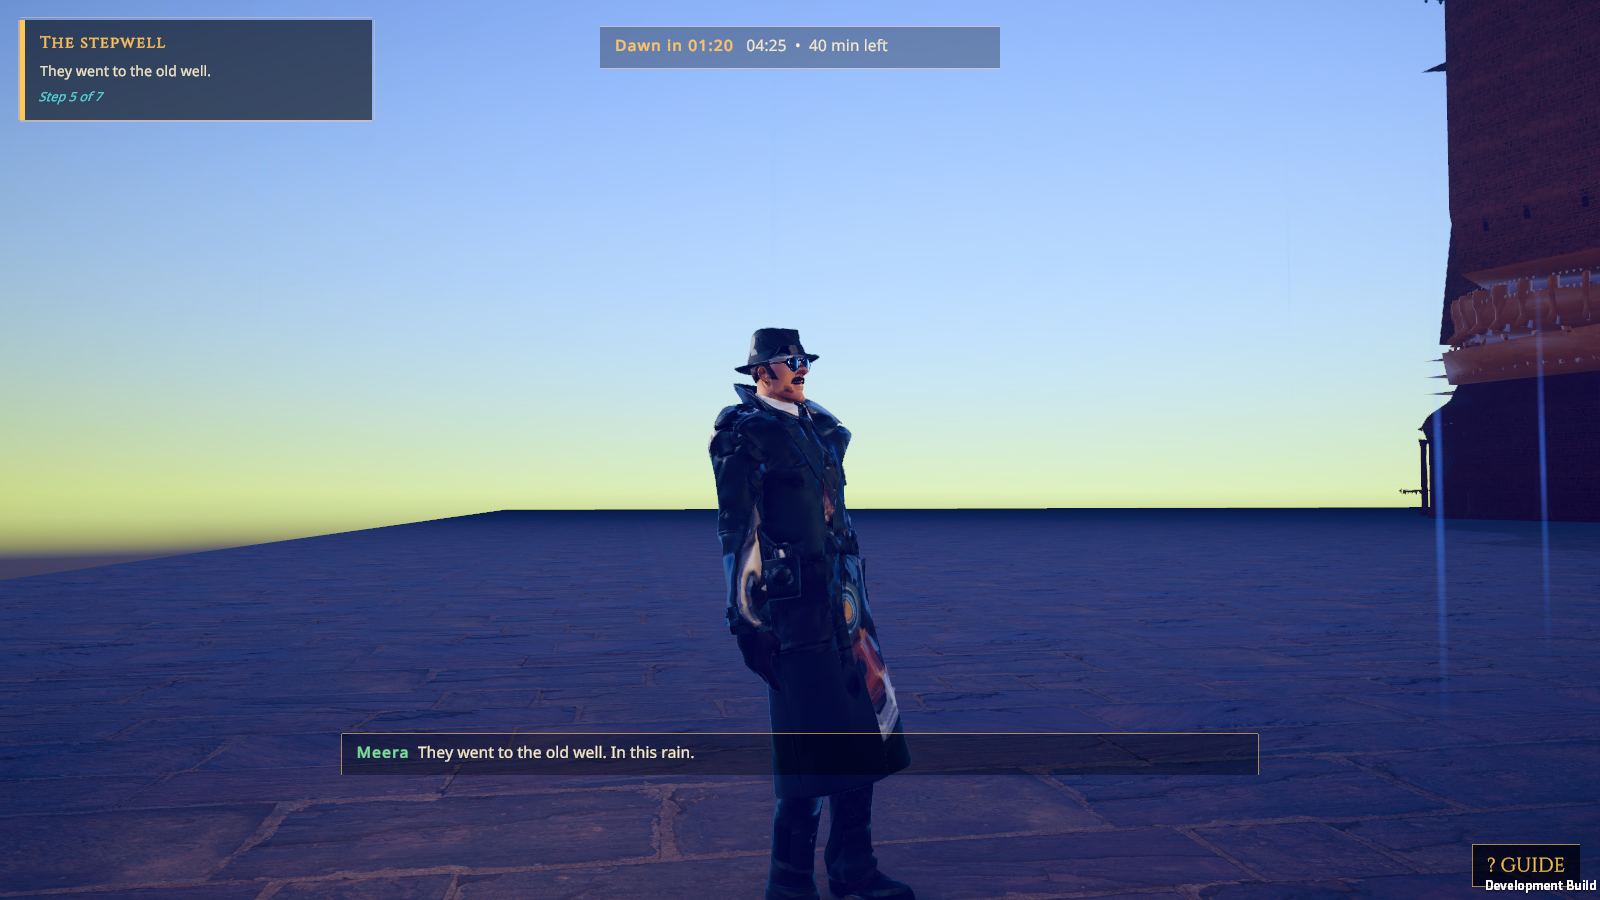 The stepwell
They went to the old well.
Step 5 of 7
Dawn in 01:20 04:25 • 40 min left
Meera They went to the old well. In this rain.
? GUIDE
Development Build